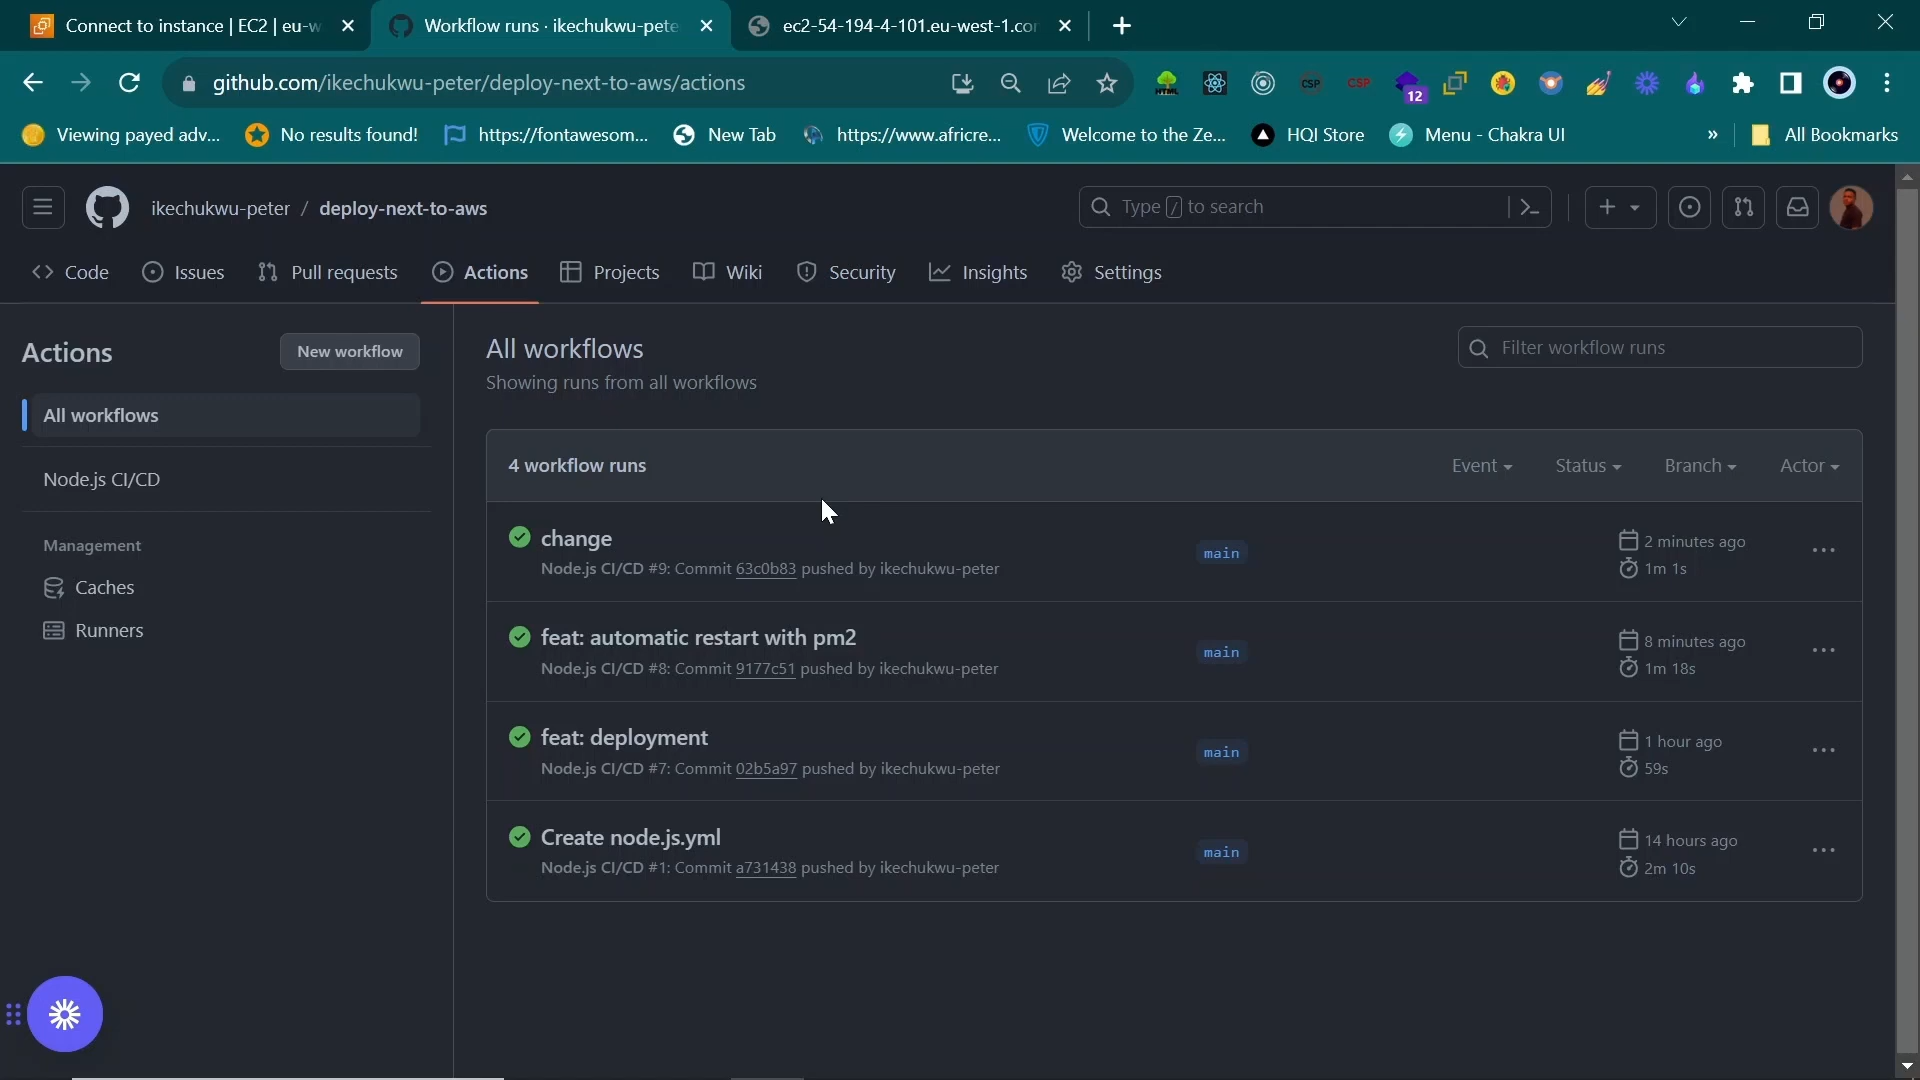 Connect to instance | EC2 | eu-w
Workflow runs · ikechukwu-pete
ec2-54-194-4-101.eu-west-1.cor
github.com/ikechukwu-peter/deploy-next-to-aws/actions
HTML
CSP
CSP
12
Viewing payed adv...
No results found!
https://fontawesom...
New Tab
https://www.africre...
Welcome to the Ze...
HQI Store
Menu - Chakra UI
»
All Bookmarks
ikechukwu-peter / deploy-next-to-aws
Type / to search
Code
Issues
Pull requests
Actions
Projects
Wiki
Security
Insights
Settings
Actions
New workflow
All workflows
Node.js CI/CD
Management
Caches
Runners
All workflows
Showing runs from all workflows
Filter workflow runs
4 workflow runs
Event
Status
Branch
Actor
change
Node.js CI/CD #9: Commit 63c0b83 pushed by ikechukwu-peter
main
2 minutes ago
1m 1s
feat: automatic restart with pm2
Node.js CI/CD #8: Commit 9177c51 pushed by ikechukwu-peter
main
8 minutes ago
1m 18s
feat: deployment
Node.js CI/CD #7: Commit 02b5a97 pushed by ikechukwu-peter
main
1 hour ago
59s
Create node.js.yml
Node.js CI/CD #1: Commit a731438 pushed by ikechukwu-peter
main
14 hours ago
2m 10s